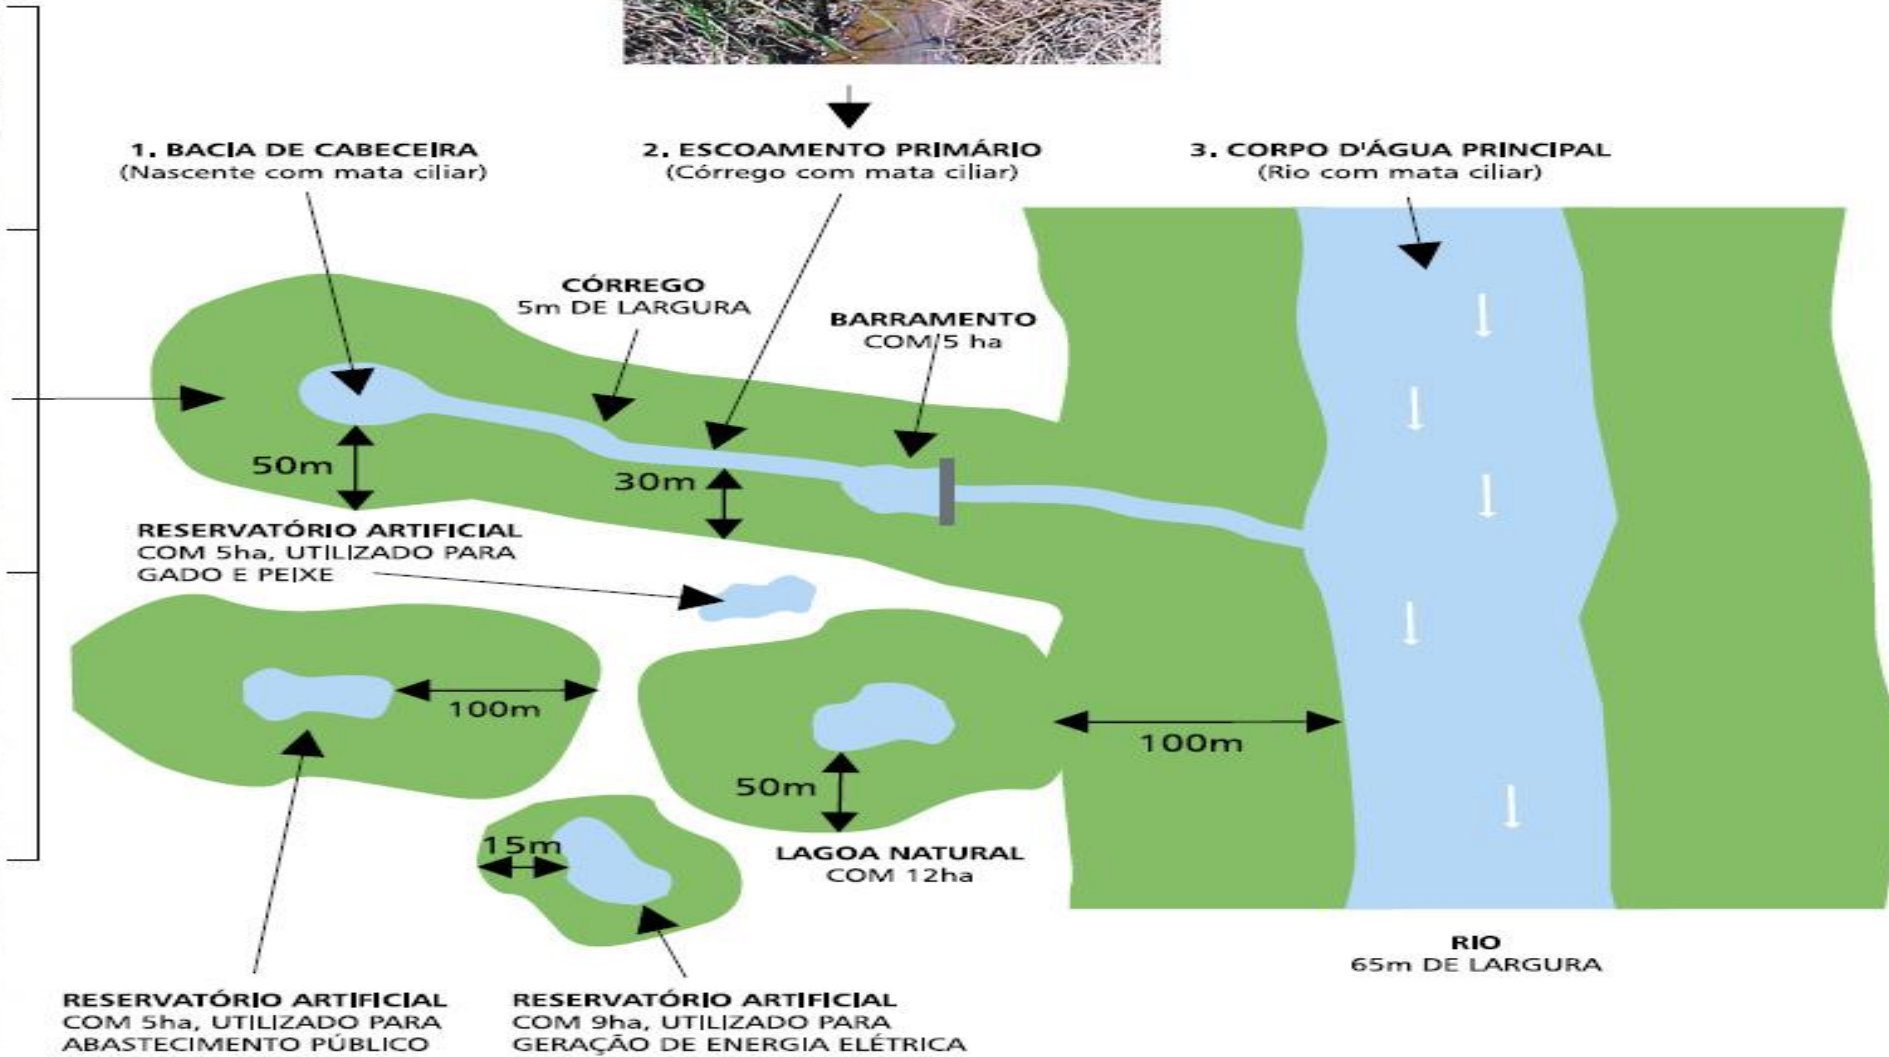 1. BACIA DE CABECEIRA
(Nascente com mata ciliar)
2. ESCOAMENTO PRIMÁRIO
(Córrego com mata ciliar)
3. CORPO D'ÁGUA PRINCIPAL
(Rio com mata ciliar)
CÓRREGO
5m DE LARGURA
BARRAMENTO
COM 5 ha
50m
30m
RESERVATÓRIO ARTIFICIAL
COM 5ha, UTILIZADO PARA
GADO E PEIXE
100m
100m
50m
15m
LAGOA NATURAL
COM 12ha
RIO
65m DE LARGURA
RESERVATÓRIO ARTIFICIAL
COM 5ha, UTILIZADO PARA
ABASTECIMENTO PÚBLICO
RESERVATÓRIO ARTIFICIAL
COM 9ha, UTILIZADO PARA
GERAÇÃO DE ENERGIA ELÉTRICA